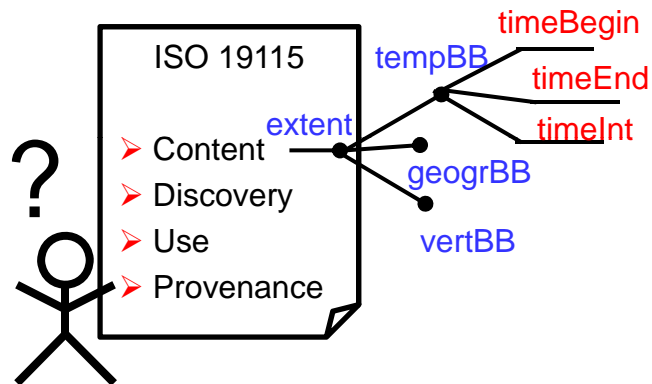 ISO 19115
➢ Content
➢ Discovery
➢ Use
➢ Provenance
?
extent
tempBB
geogrBB
vertBB
timeBegin
timeEnd
timeInt